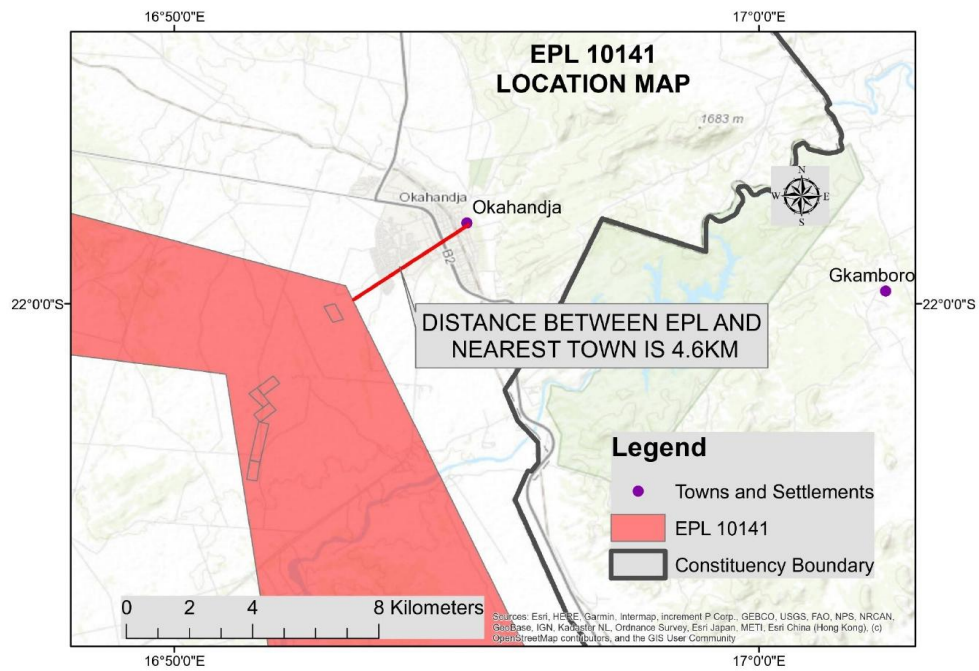 16°50'0"E
17°0'0"E
EPL 10141
LOCATION MAP
1683 m
Okahandja
Okahandja
N
W
E
S
B2
Gkamboro
22°0'0"S
22°0'0"S
DISTANCE BETWEEN EPL AND
NEAREST TOWN IS 4.6KM
Legend
Towns and Settlements
EPL 10141
Constituency Boundary
0 2 4 8 Kilometers
Sources: Esri, HERE, Garmin, Intermap, increment P Corp., GEBCO, USGS, FAO, NPS, NRCAN,
GeoBase, IGN, Kadaster NL, Ordnance Survey, Esri Japan, METI, Esri China (Hong Kong), (c)
OpenStreetMap contributors, and the GIS User Community
16°50'0"E
17°0'0"E